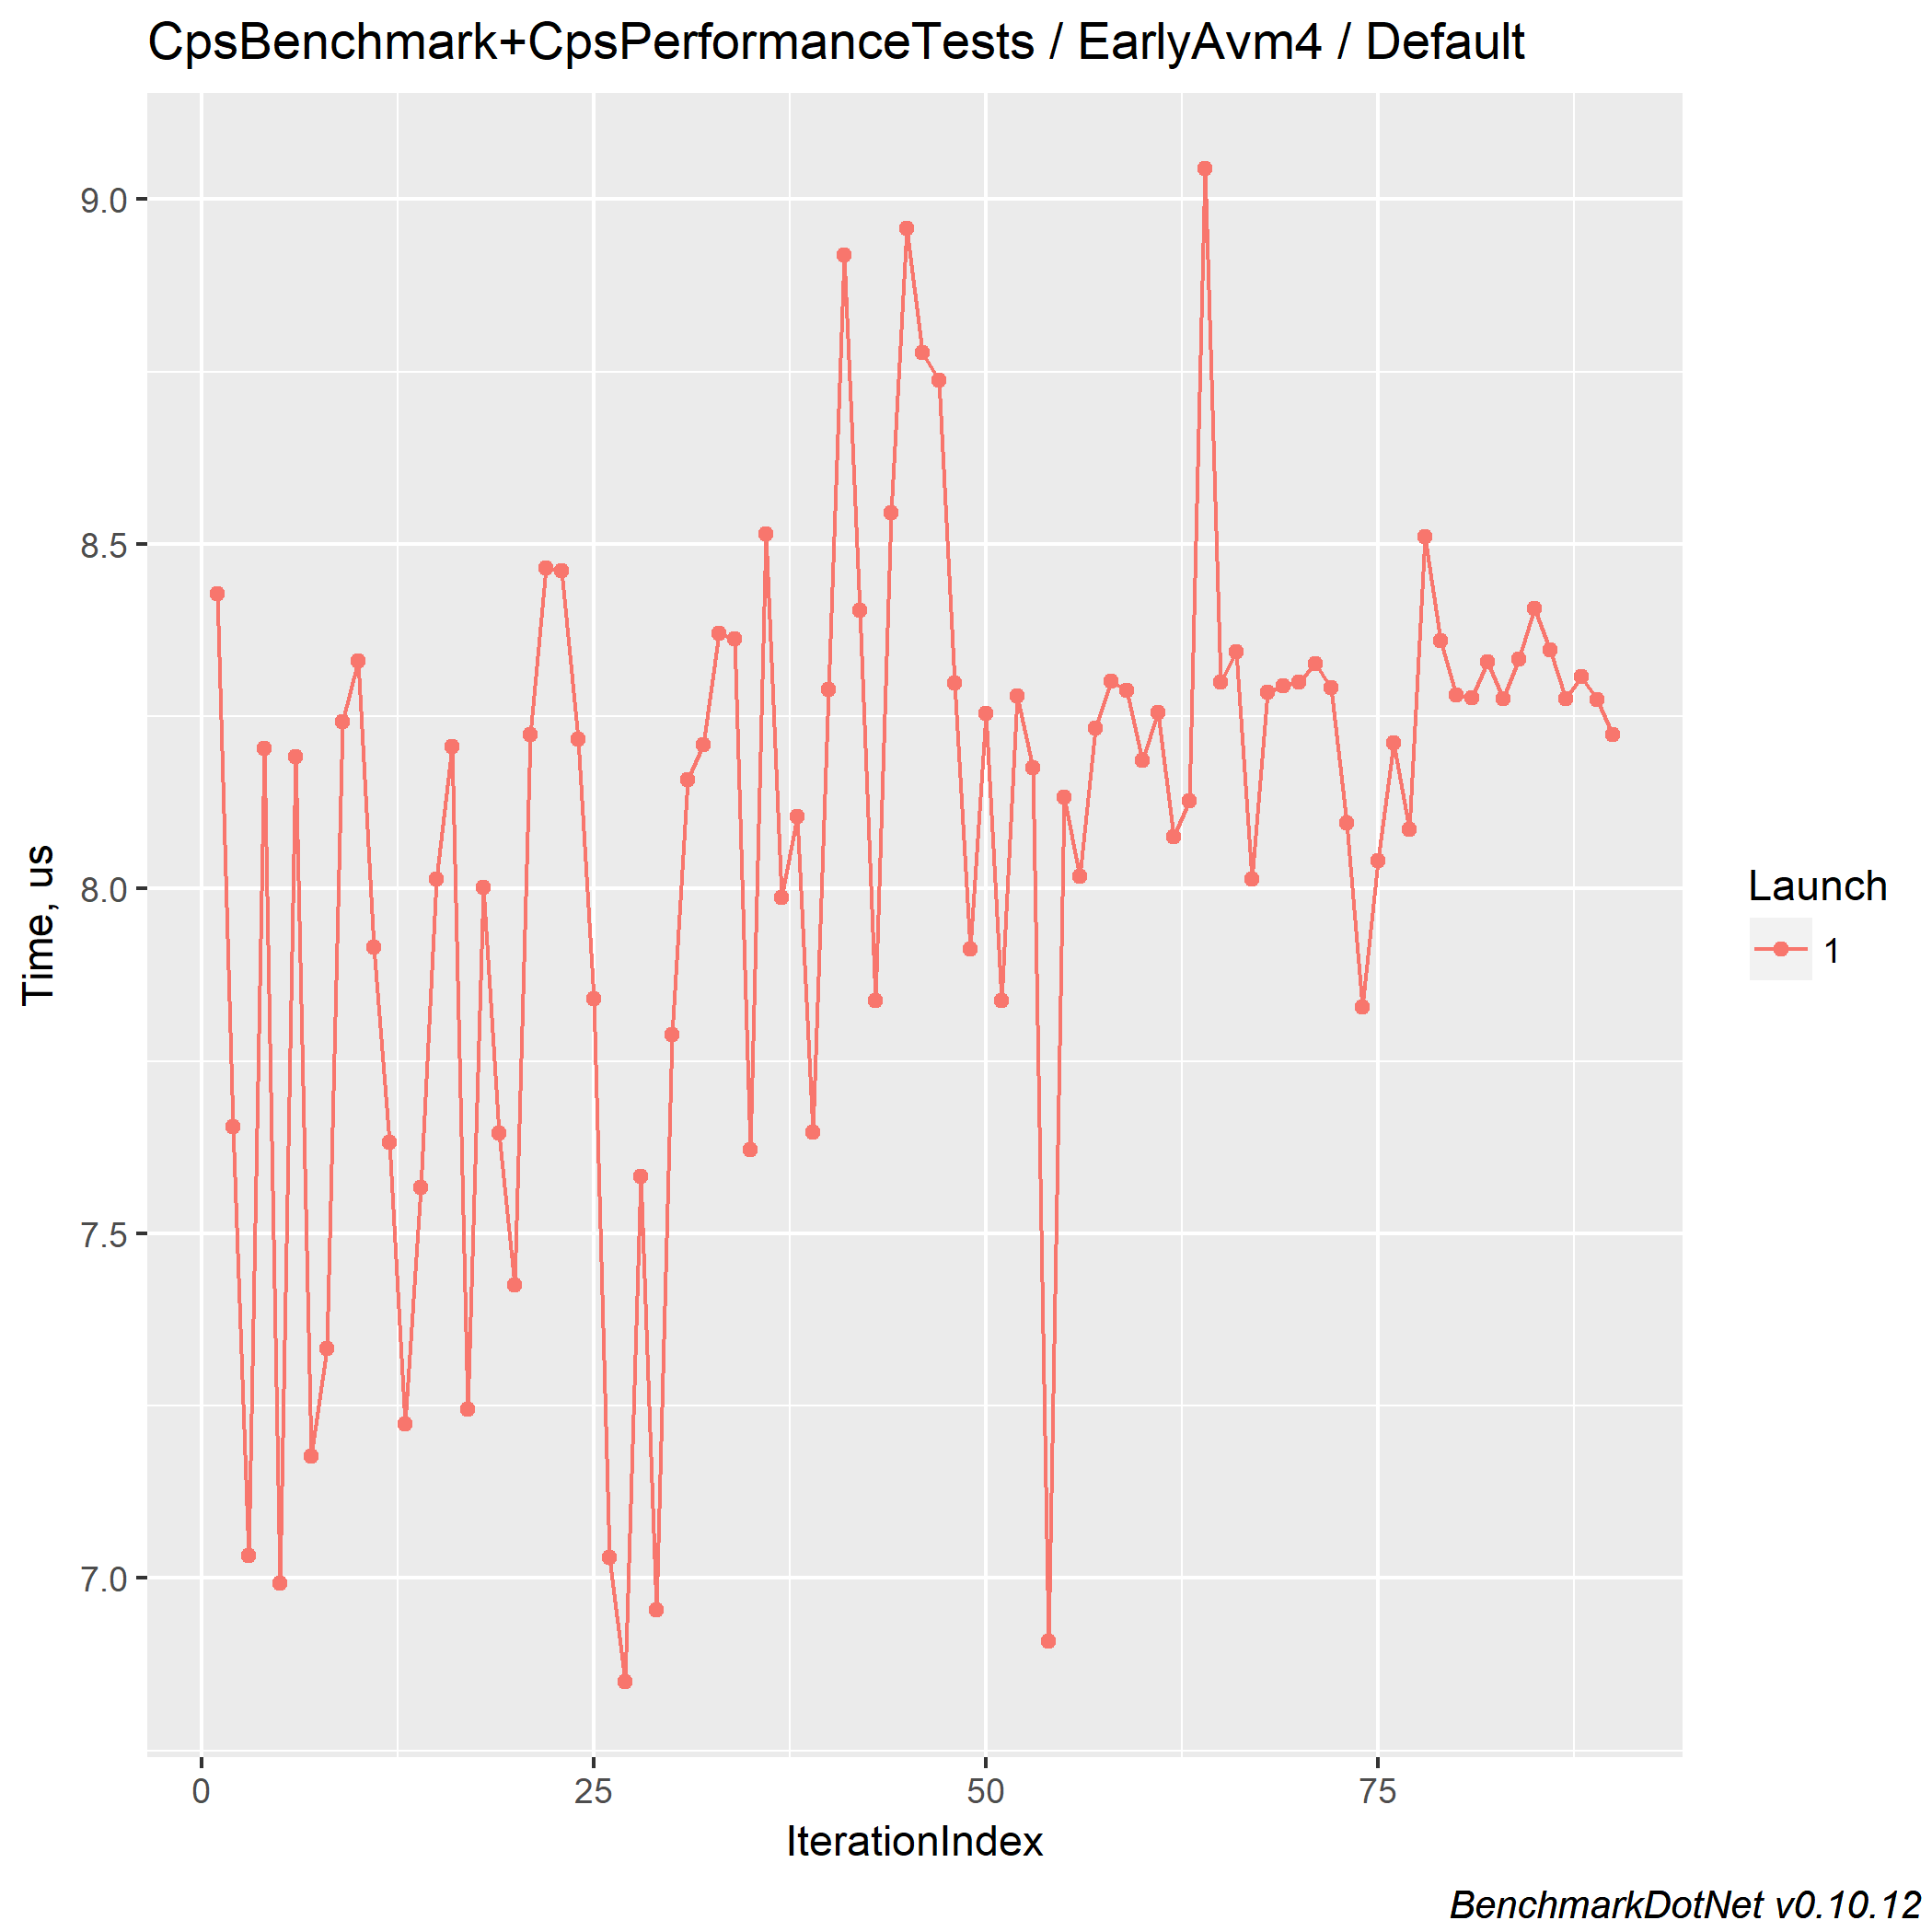 CpsBenchmark+CpsPerformanceTests / EarlyAvm4 / Default
Time, us
9.0
8.5
8.0
7.5
7.0
0
25
50
75
IterationIndex
Launch
1
BenchmarkDotNet v0.10.12